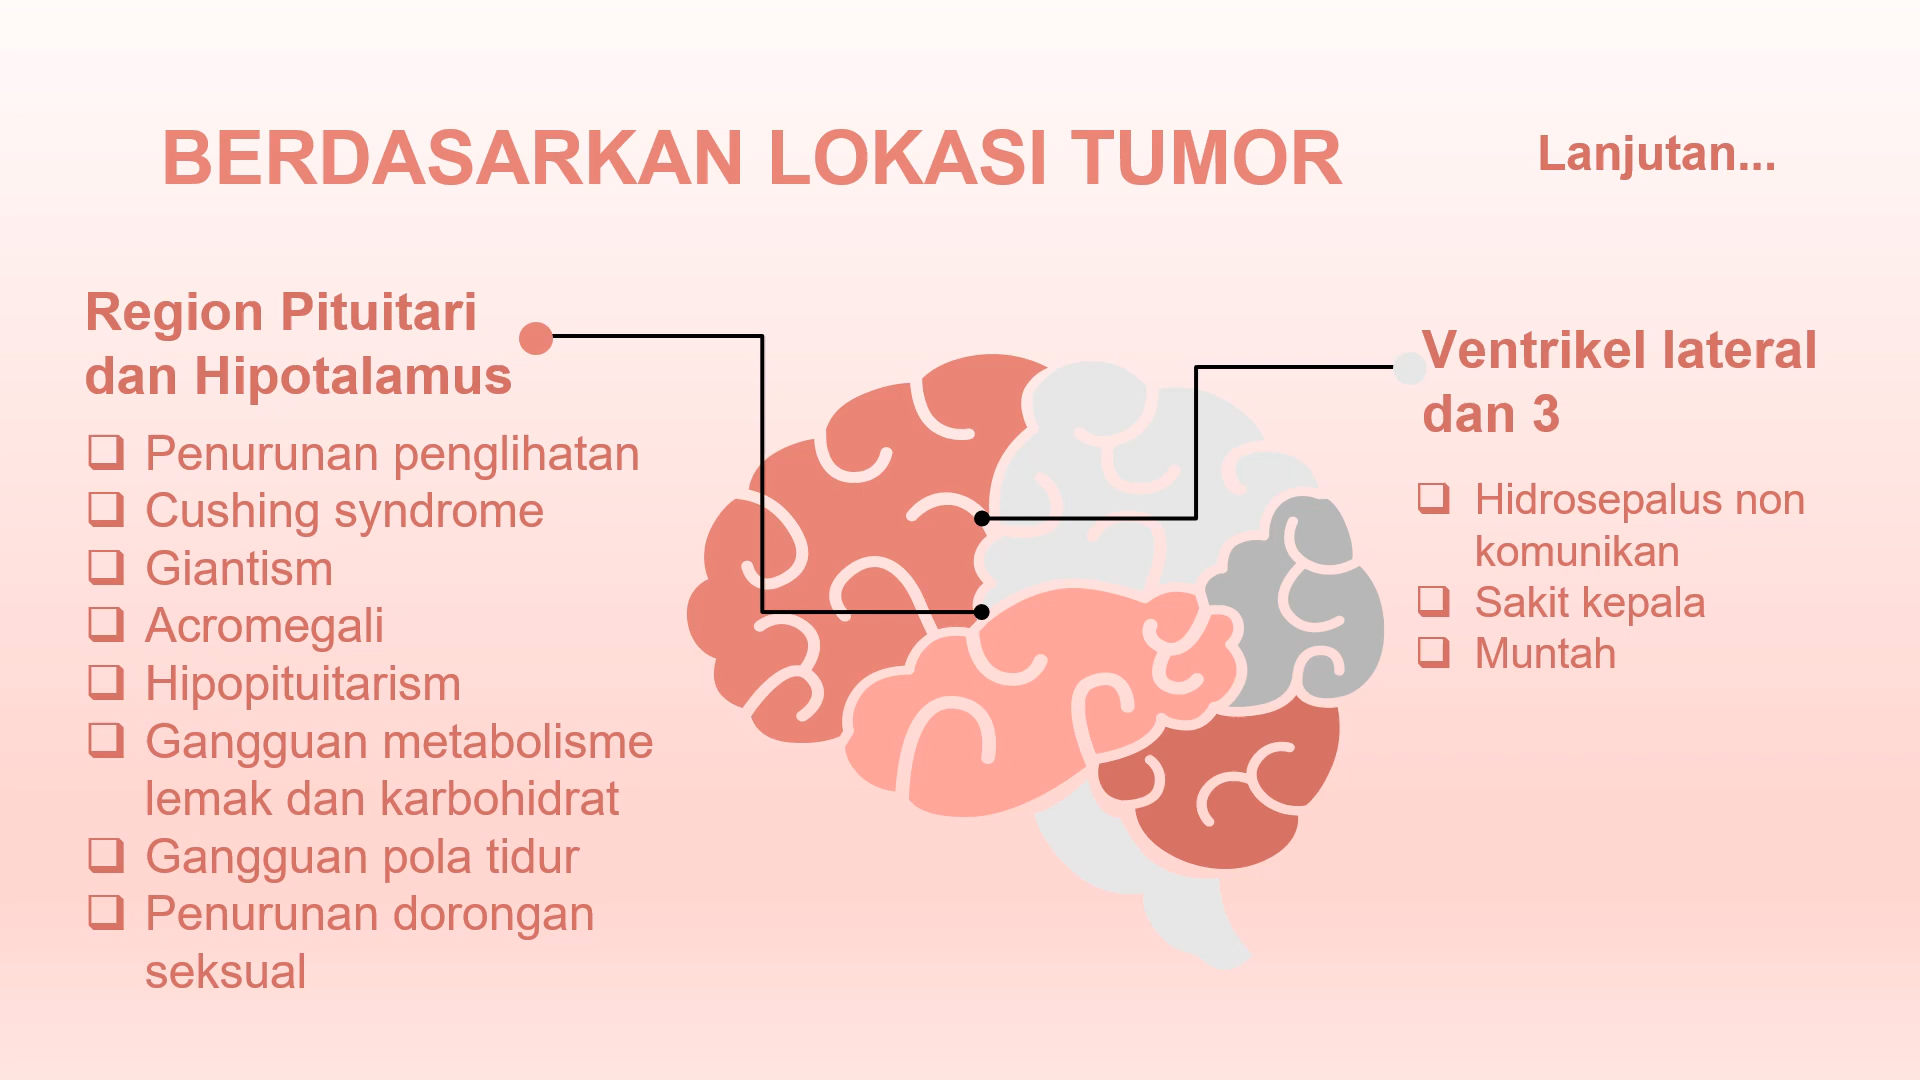 BERDASARKAN LOKASI TUMOR
Lanjutan...
Region Pituitari
dan Hipotalamus
❑ Penurunan penglihatan
❑ Cushing syndrome
❑ Giantism
❑ Acromegali
❑ Hipopituitarism
❑ Gangguan metabolisme
lemak dan karbohidrat
❑ Gangguan pola tidur
❑ Penurunan dorongan
seksual
Ventrikel lateral
dan 3
❑ Hidrosepalus non
komunikan
❑ Sakit kepala
❑ Muntah